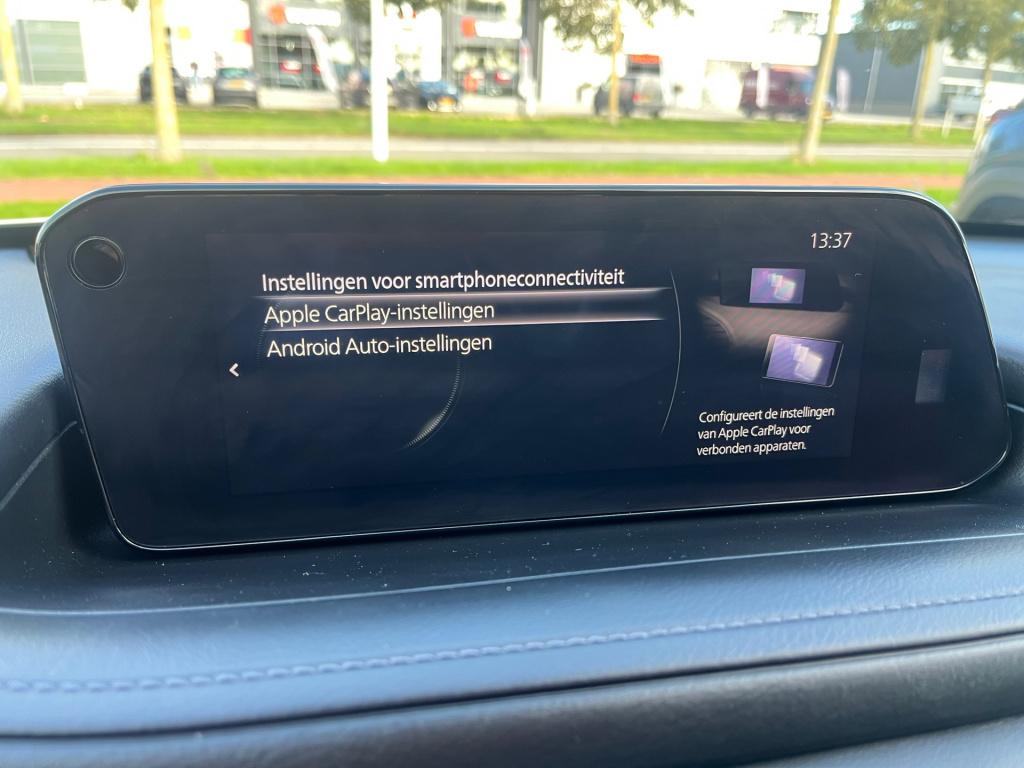 13:37
Instellingen voor smartphoneconnectiviteit
Apple CarPlay-instellingen
Android Auto-instellingen
Configureert de instellingen
van Apple CarPlay voor
verbonden apparaten.